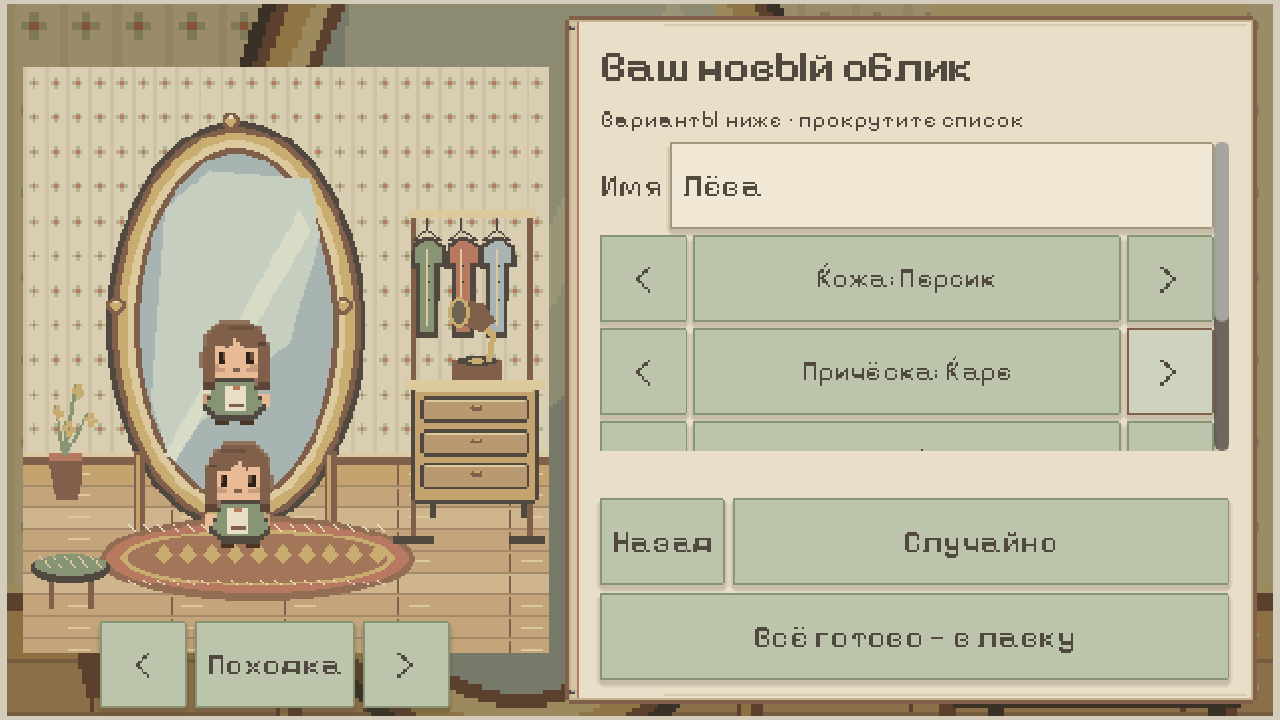 Ваш новый облик
Варианты ниже · прокрутите список
Имя Лёва
< Кожа: Персик >
< Причёска: Каре >
Назад Случайно
Всё готово – в лавку
< Походка >